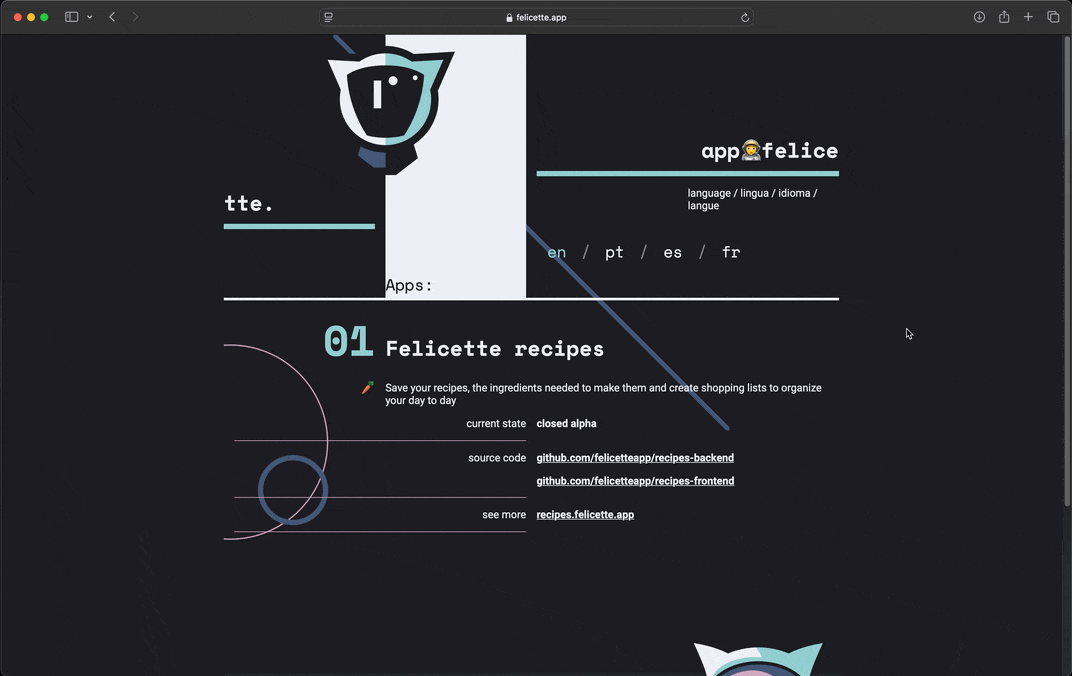 felicette.app
app👩‍🚀felice
tte.
language / lingua / idioma /
langue
en / pt / es / fr
Apps:
01
Felicette recipes
🥕 Save your recipes, the ingredients needed to make them and create shopping lists to organize
your day to day
current state closed alpha
source code github.com/felicetteapp/recipes-backend
github.com/felicetteapp/recipes-frontend
see more recipes.felicette.app